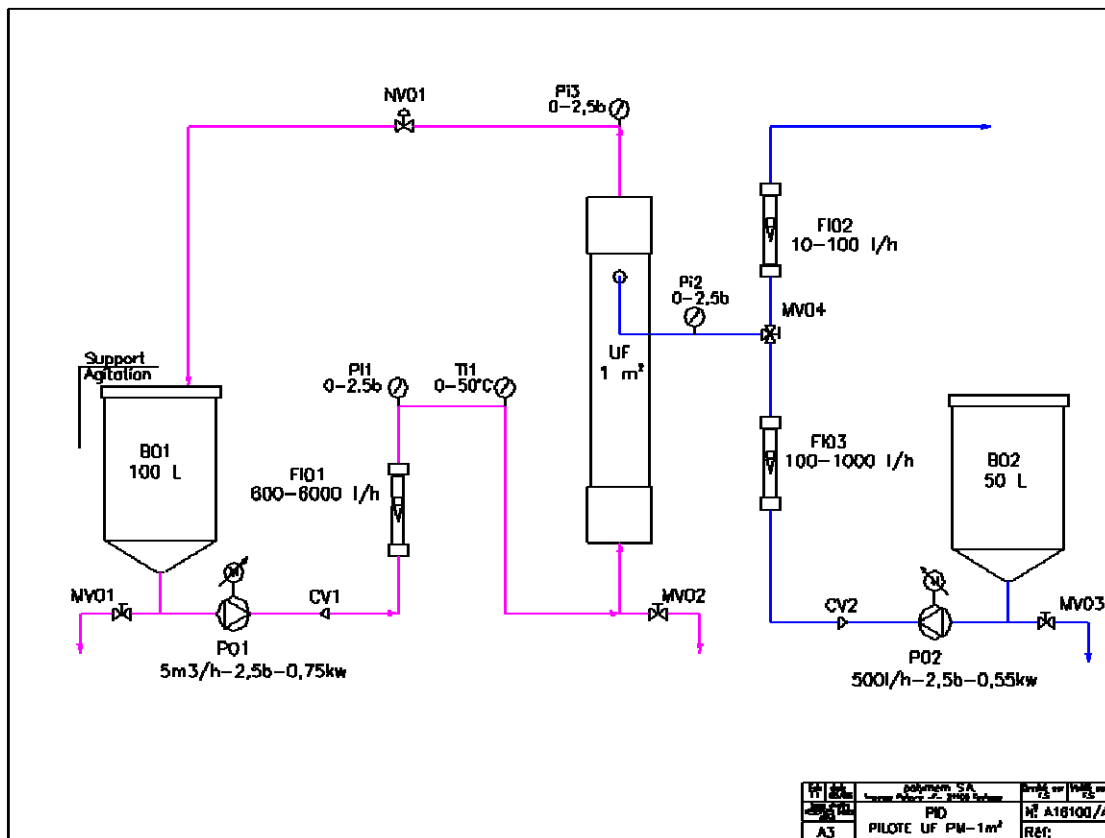 NV01
Pi3
0-2,5b
FI02
10-100 l/h
Pi2
0-2,5b
MV04
UF
1 m²
Support
Agitation
PI1
0-2,5b
TI1
0-50°C
B01
100 L
FI01
600-6000 l/h
FI03
100-1000 l/h
B02
50 L
MV01
M
CV1
P01
5m3/h-2,5b-0,75kw
MV02
CV2
M
P02
500l/h-2,5b-0,55kw
MV03
polymem S.A.
PID
PILOTE UF PM-1m²
A3
N° A16100/A
Réf: